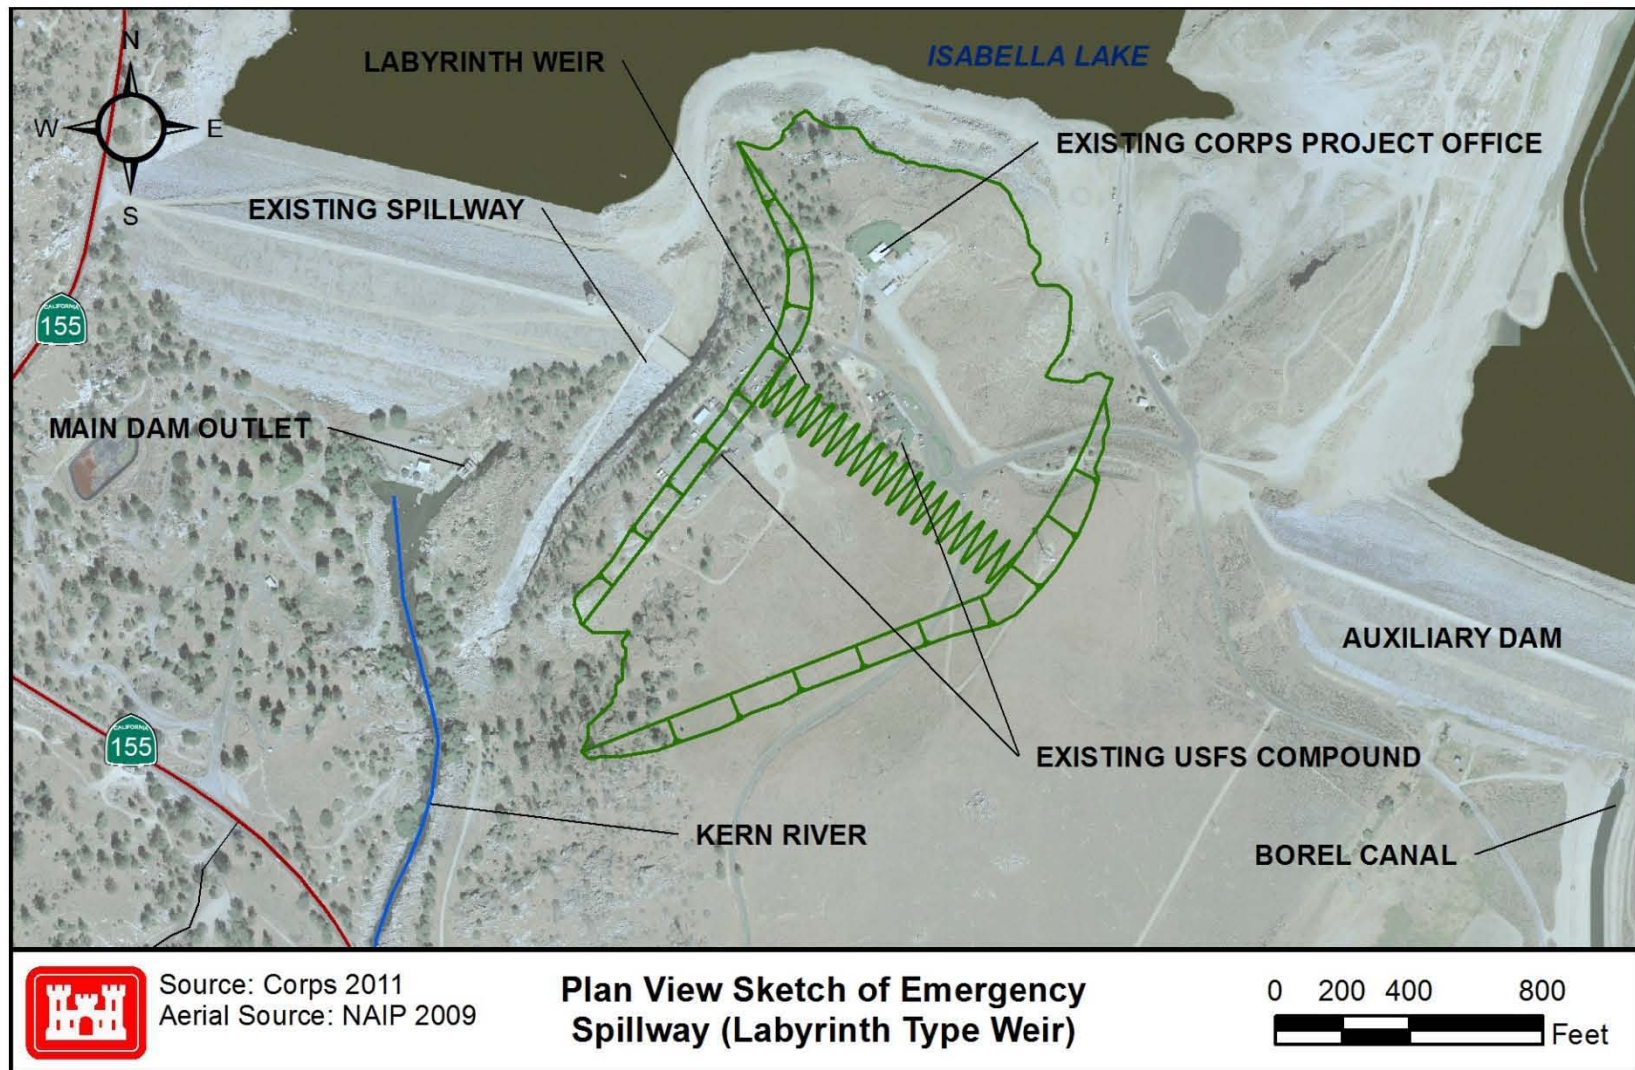 N
W
E
S
LABYRINTH WEIR
ISABELLA LAKE
EXISTING CORPS PROJECT OFFICE
EXISTING SPILLWAY
CALIFORNIA
155
MAIN DAM OUTLET
AUXILIARY DAM
CALIFORNIA
155
EXISTING USFS COMPOUND
KERN RIVER
BOREL CANAL
Source: Corps 2011
Aerial Source: NAIP 2009
Plan View Sketch of Emergency
Spillway (Labyrinth Type Weir)
0 200 400 800
Feet